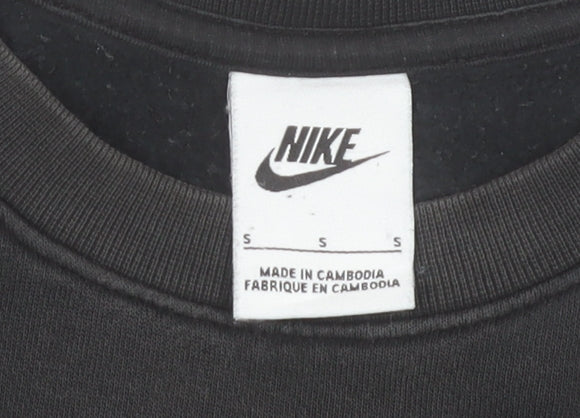 NIKE
S S S
MADE IN CAMBODIA
FABRIQUE EN CAMBODIA